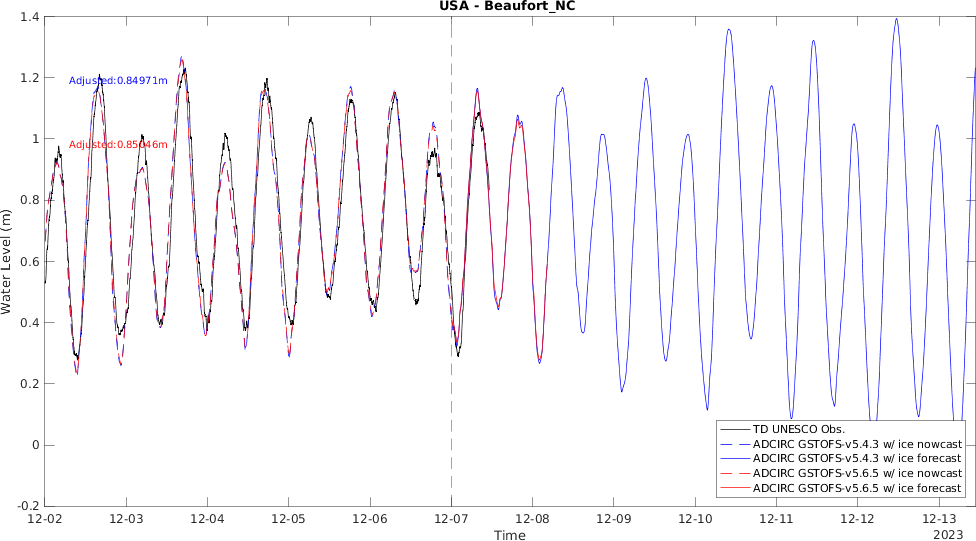 USA - Beaufort_NC
1.4
1.2
1
0.8
0.6
0.4
0.2
0
-0.2
Water Level (m)
Adjusted:0.84971m
Adjusted:0.85046m
TD UNESCO Obs.
ADCIRC GSTOFS-v5.4.3 w/ ice nowcast
ADCIRC GSTOFS-v5.4.3 w/ ice forecast
ADCIRC GSTOFS-v5.6.5 w/ ice nowcast
ADCIRC GSTOFS-v5.6.5 w/ ice forecast
12-02 12-03 12-04 12-05 12-06 12-07 12-08 12-09 12-10 12-11 12-12 12-13
Time
2023